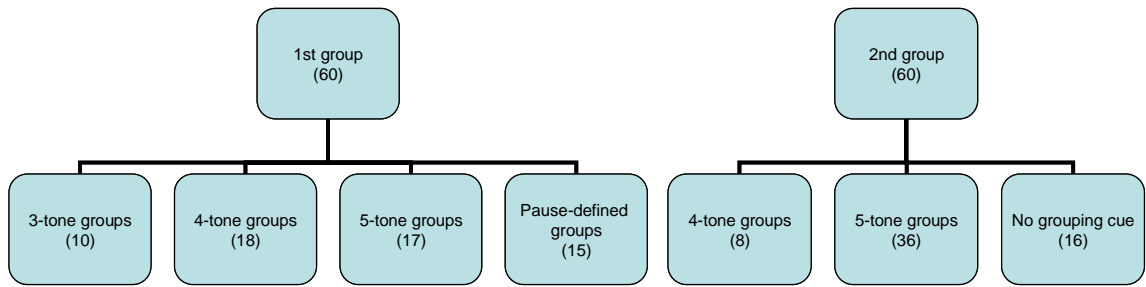 1st group
(60)
2nd group
(60)
3-tone groups
(10)
4-tone groups
(18)
5-tone groups
(17)
Pause-defined
groups
(15)
4-tone groups
(8)
5-tone groups
(36)
No grouping cue
(16)